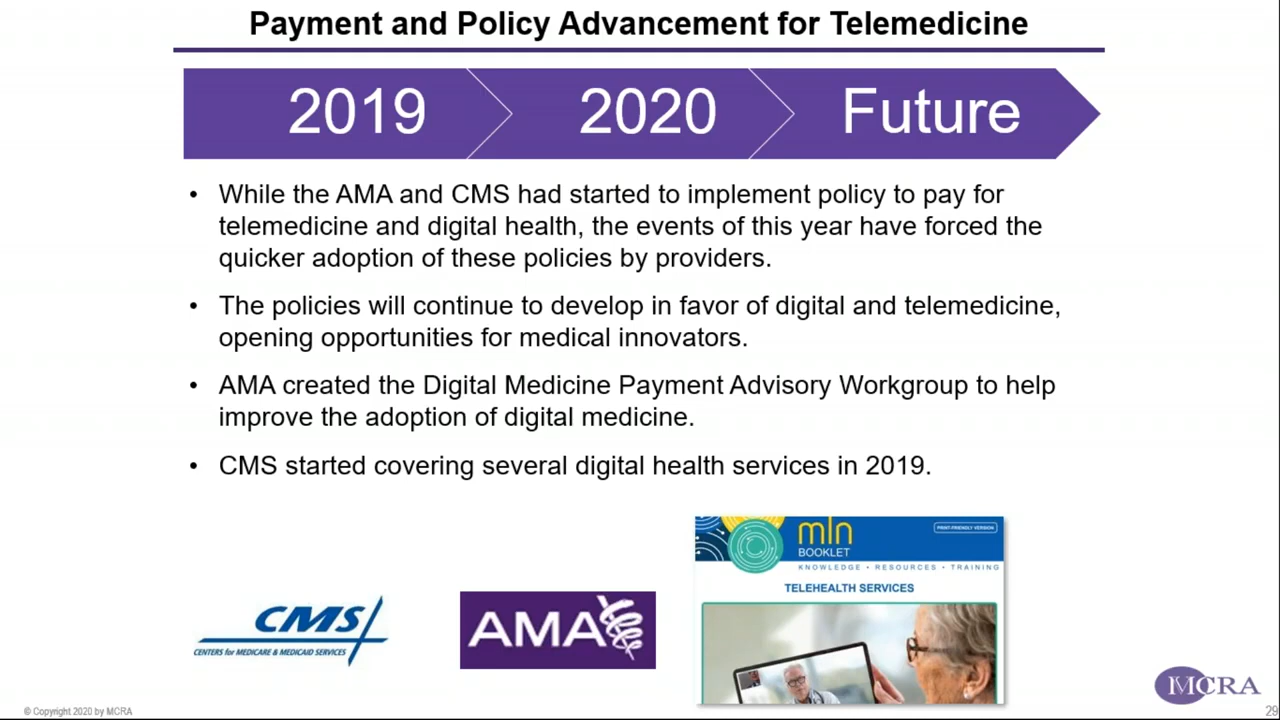 Payment and Policy Advancement for Telemedicine
2019
2020
Future
• While the AMA and CMS had started to implement policy to pay for
telemedicine and digital health, the events of this year have forced the
quicker adoption of these policies by providers.
• The policies will continue to develop in favor of digital and telemedicine,
opening opportunities for medical innovators.
• AMA created the Digital Medicine Payment Advisory Workgroup to help
improve the adoption of digital medicine.
• CMS started covering several digital health services in 2019.
mln
BOOKLET
PRINT-FRIENDLY VERSION
KNOWLEDGE • RESOURCES • TRAINING
TELEHEALTH SERVICES
CMS
CENTERS for MEDICARE & MEDICAID SERVICES
AMA
MCRA
© Copyright 2020 by MCRA
29